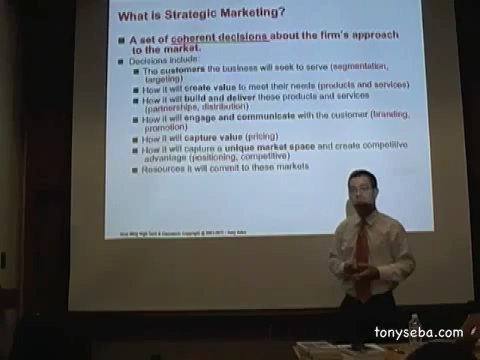 What is Strategic Marketing?
A set of coherent decisions about the firm's approach
to the market.
Decisions include:
The customers the business will seek to serve (segmentation,
targeting)
How it will create value to meet their needs (products and services)
How it will build and deliver these products and services
(partnerships, distribution)
How it will engage and communicate with the customer (branding,
promotion)
How it will capture value (pricing)
How it will capture a unique market space and create competitive
advantage (positioning, competitive)
Resources it will commit to these markets
tonyseba.com